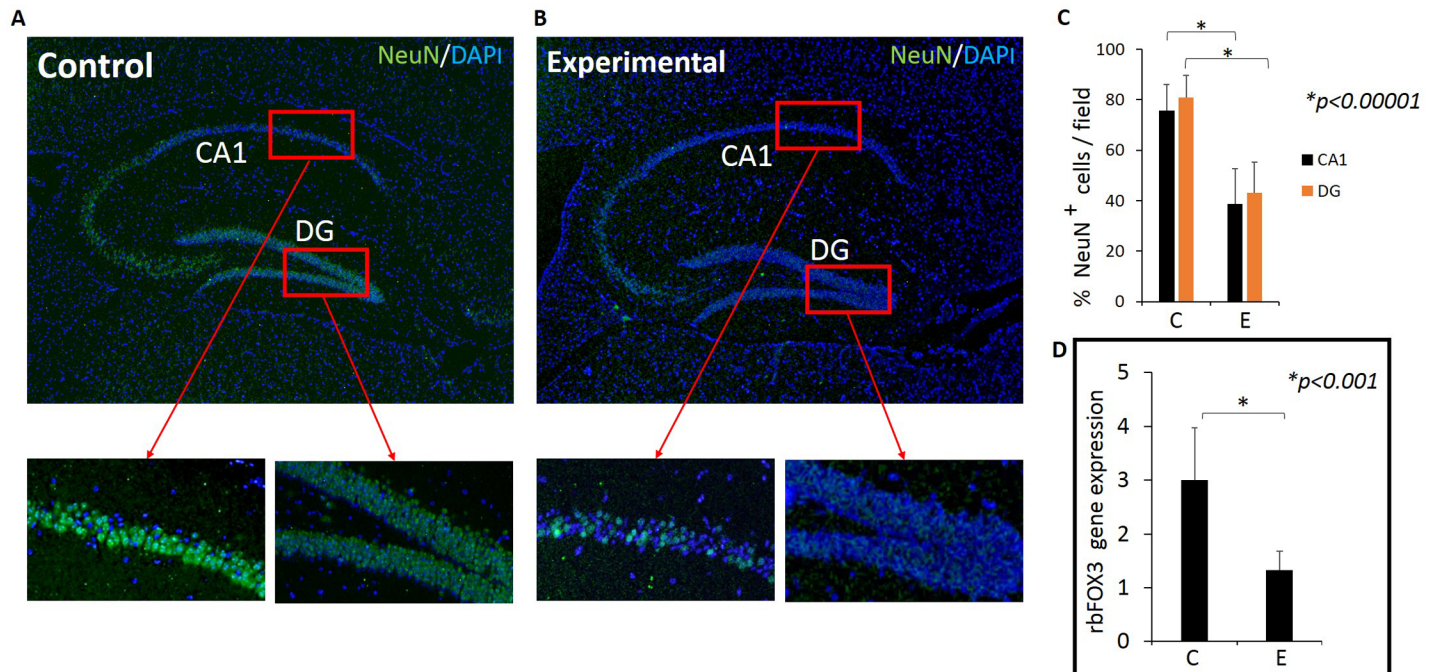 A
Control
NeuN/DAPI
CA1
DG
B
Experimental
NeuN/DAPI
CA1
DG
C
*
*
*p<0.00001
% NeuN + cells / field
100
80
60
40
20
0
C E
CA1
DG
D
*p<0.001
*
rbFOX3 gene expression
5
4
3
2
1
0
C E